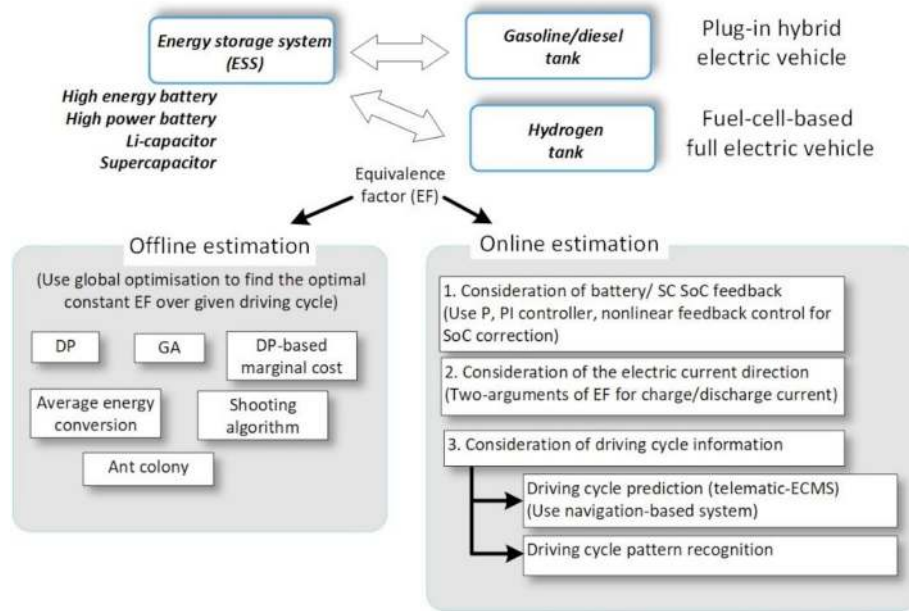 Energy storage system
(ESS)
Gasoline/diesel
tank
Plug-in hybrid
electric vehicle
High energy battery
High power battery
Li-capacitor
Supercapacitor
Hydrogen
tank
Fuel-cell-based
full electric vehicle
Equivalence
factor (EF)
Offline estimation
(Use global optimisation to find the optimal
constant EF over given driving cycle)
DP
GA
DP-based
marginal cost
Average energy
conversion
Shooting
algorithm
Ant colony
Online estimation
1. Consideration of battery/ SC SoC feedback
(Use P, PI controller, nonlinear feedback control for
SoC correction)
2. Consideration of the electric current direction
(Two-arguments of EF for charge/discharge current)
3. Consideration of driving cycle information
Driving cycle prediction (telematic-ECMS)
(Use navigation-based system)
Driving cycle pattern recognition